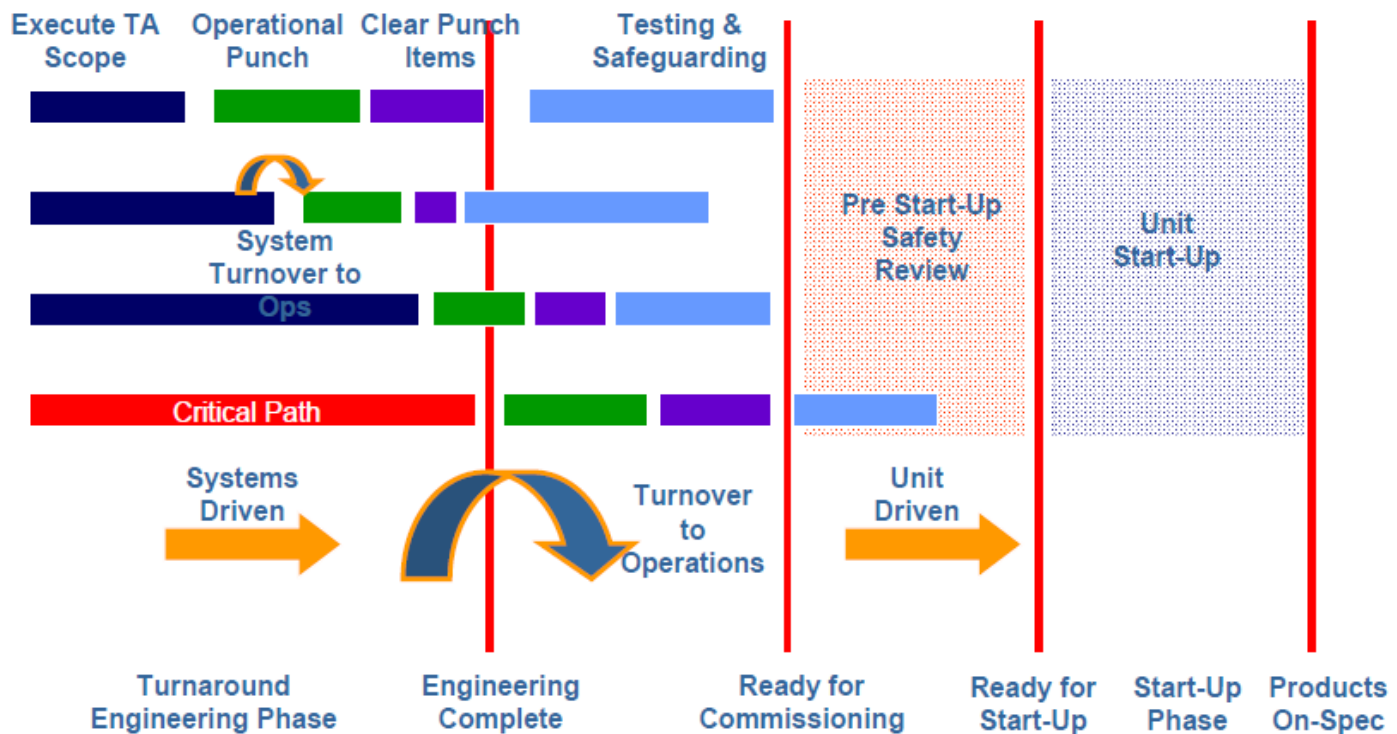 Execute TA
Scope
Operational
Punch
Clear Punch
Items
Testing &
Safeguarding
System
Turnover to
Ops
Pre Start-Up
Safety
Review
Unit
Start-Up
Critical Path
Systems
Driven
Turnover
to
Operations
Unit
Driven
Turnaround
Engineering Phase
Engineering
Complete
Ready for
Commissioning
Ready for
Start-Up
Start-Up
Phase
Products
On-Spec